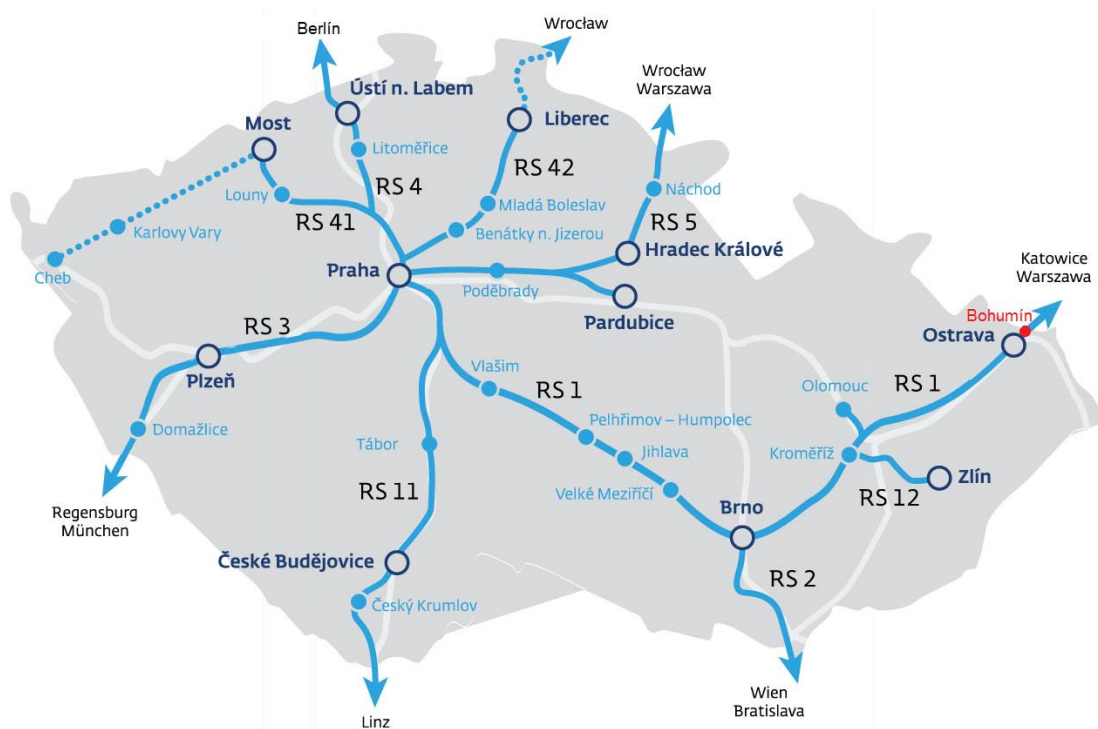 Berlín
Wrocław
Wrocław
Warszawa
Ústí n. Labem
Most
Liberec
Litoměřice
RS 4
RS 42
Louny
Náchod
RS 41
Mladá Boleslav
RS 5
Karlovy Vary
Benátky n. Jizerou
Hradec Králové
Cheb
Praha
Poděbrady
Katowice
Warszawa
Pardubice
Bohumín
RS 3
Ostrava
Plzeň
Vlašim
RS 1
RS 1
Olomouc
Domažlice
Tábor
Pelhřimov – Humpolec
Jihlava
Kroměříž
Zlín
RS 11
Velké Meziříčí
RS 12
Regensburg
München
Brno
České Budějovice
RS 2
Český Krumlov
Linz
Wien
Bratislava